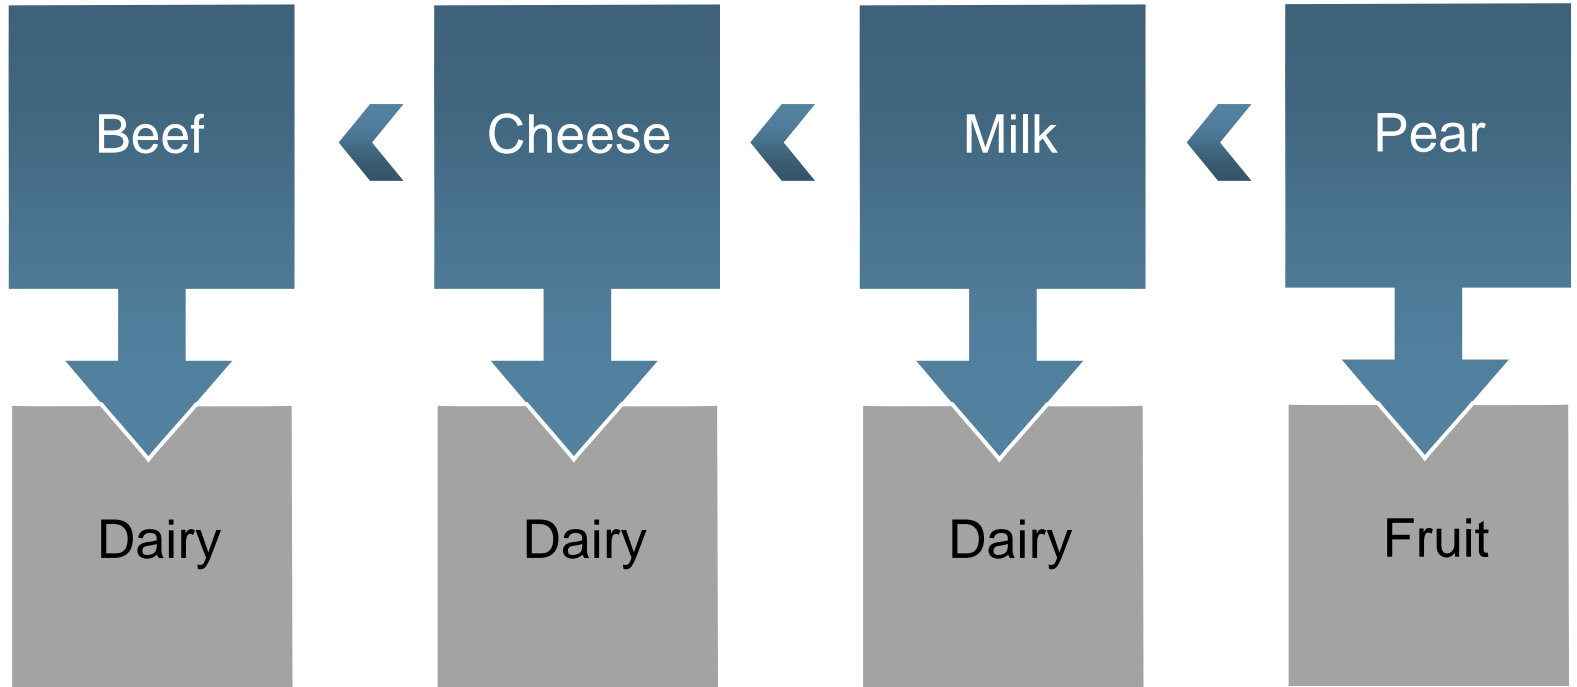 Beef
Cheese
Milk
Pear
Dairy
Dairy
Dairy
Fruit